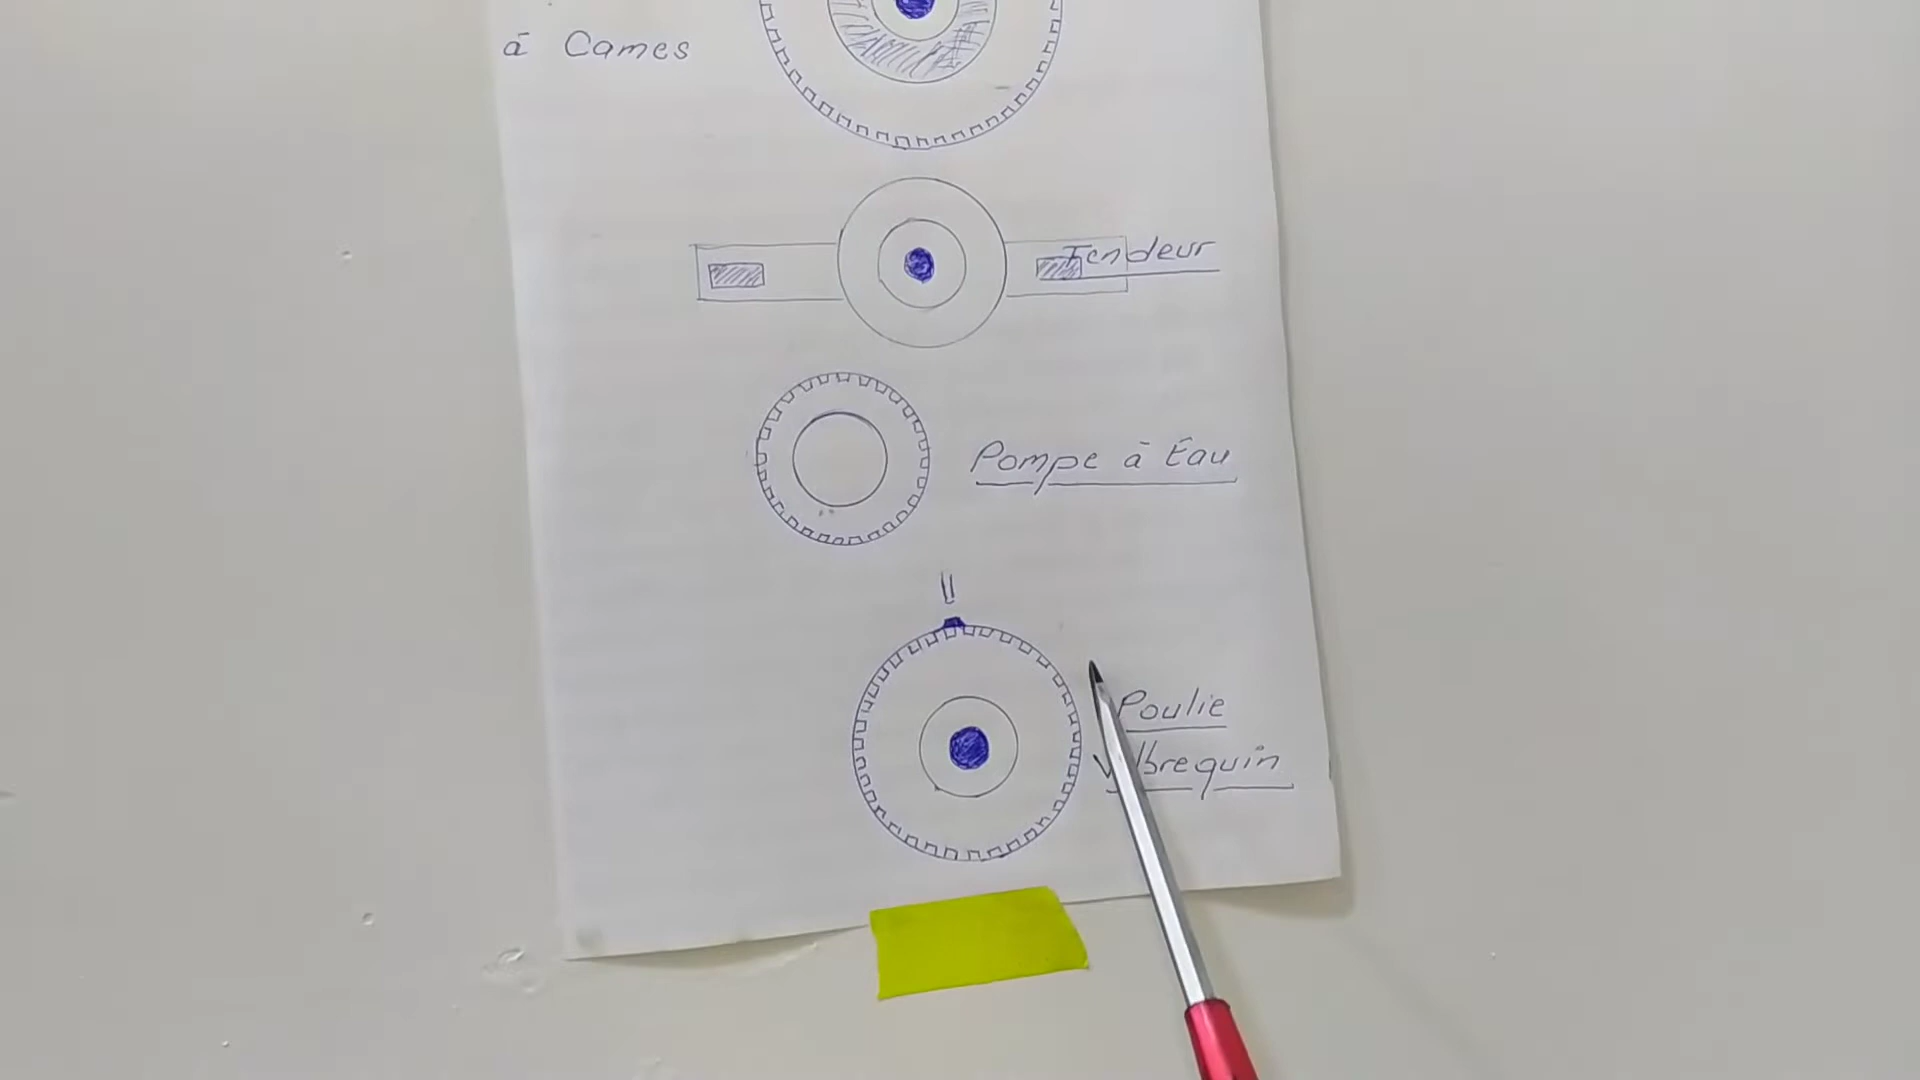 à Cames
Tendeur
Pompe à Eau
Poulie
Vilbrequin